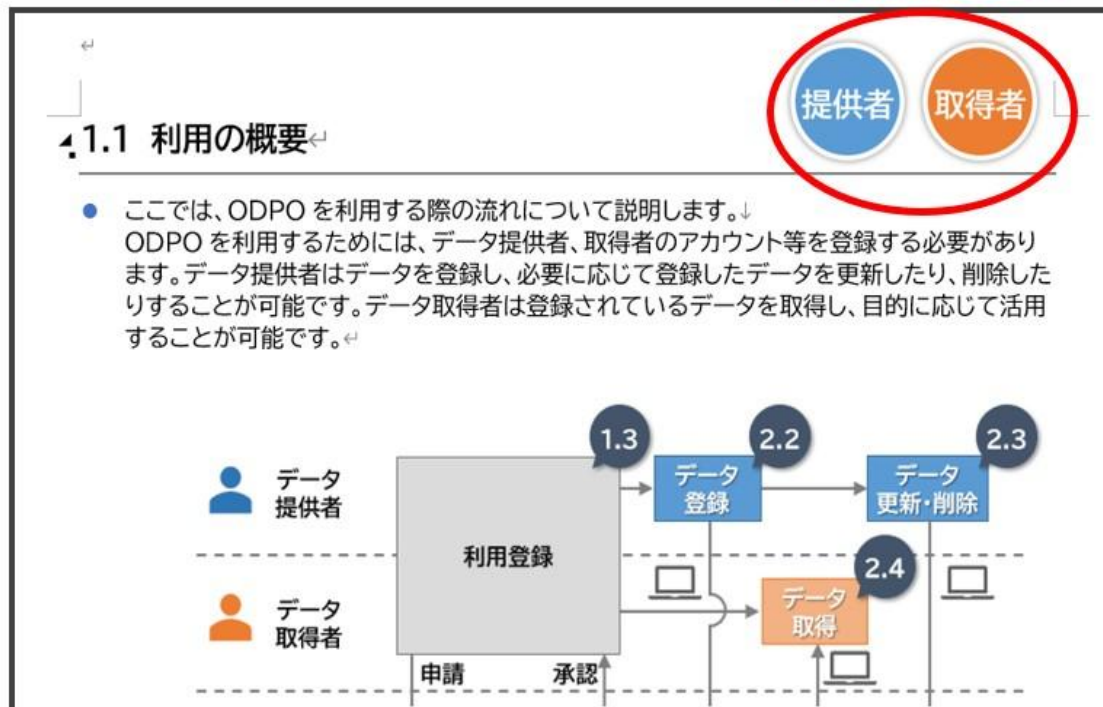 提供者 取得者
1.1 利用の概要
● ここでは、ODPO を利用する際の流れについて説明します。
ODPO を利用するためには、データ提供者、取得者のアカウント等を登録する必要があり
ます。データ提供者はデータを登録し、必要に応じて登録したデータを更新したり、削除した
りすることが可能です。データ取得者は登録されているデータを取得し、目的に応じて活用
することが可能です。
1.3 2.2 2.3
データ
提供者
データ
登録
データ
更新・削除
利用登録
2.4
データ
取得者
データ
取得
申請 承認